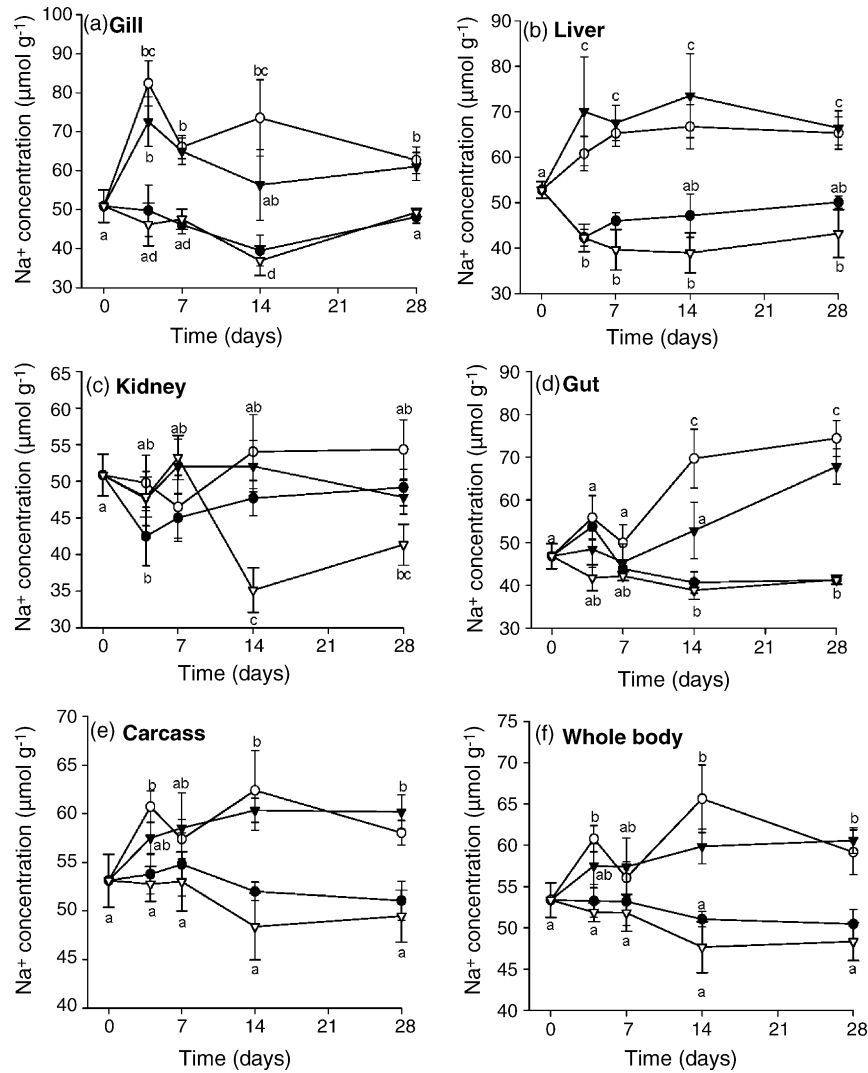 (a) Gill
Na⁺ concentration (µmol g⁻¹)
100
90
80
70
60
50
40
30
bc
b
b
bc
ab
b
a
ad
ad
d
a
0 7 14 21 28
Time (days)
(b) Liver
Na⁺ concentration (µmol g⁻¹)
90
80
70
60
50
40
30
c
c
c
c
a
ab
ab
b
b
b
b
0 7 14 21 28
Time (days)
(c) Kidney
Na⁺ concentration (µmol g⁻¹)
65
60
55
50
45
40
35
30
ab
ab
ab
ab
a
b
c
bc
0 7 14 21 28
Time (days)
(d) Gut
Na⁺ concentration (µmol g⁻¹)
90
80
70
60
50
40
30
a
a
a
c
a
c
ab
ab
b
b
0 7 14 21 28
Time (days)
(e) Carcass
Na⁺ concentration (µmol g⁻¹)
70
65
60
55
50
45
40
b
ab
ab
b
b
a
a
a
a
a
0 7 14 21 28
Time (days)
(f) Whole body
Na⁺ concentration (µmol g⁻¹)
75
70
65
60
55
50
45
40
b
ab
ab
b
b
a
a
a
a
a
a
0 7 14 21 28
Time (days)